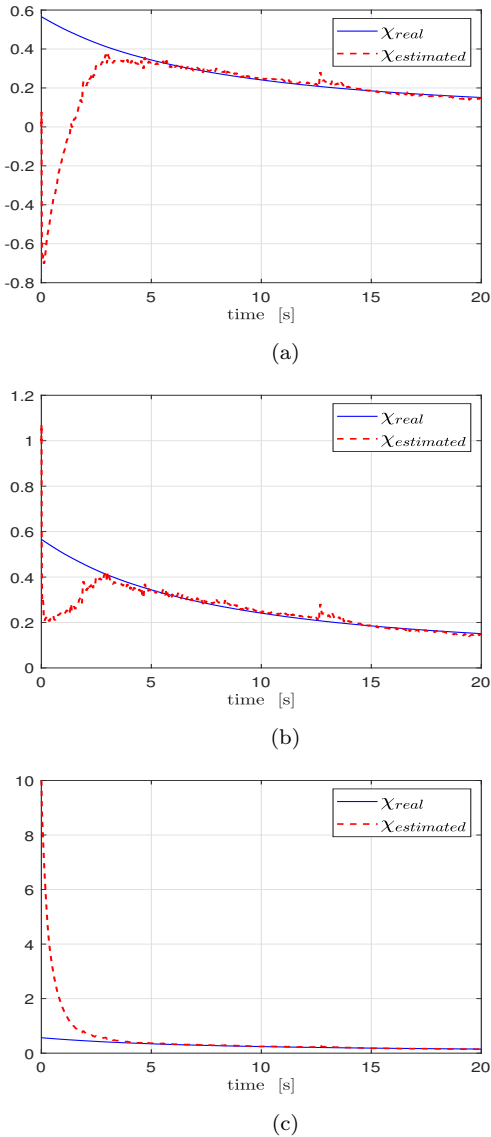 0.6
0.4
0.2
0
-0.2
-0.4
-0.6
-0.8
0 5 10 15 20
χreal
χestimated
time [s]
(a)
1.2
1
0.8
0.6
0.4
0.2
0
0 5 10 15 20
χreal
χestimated
time [s]
(b)
10
8
6
4
2
0
0 5 10 15 20
χreal
χestimated
time [s]
(c)